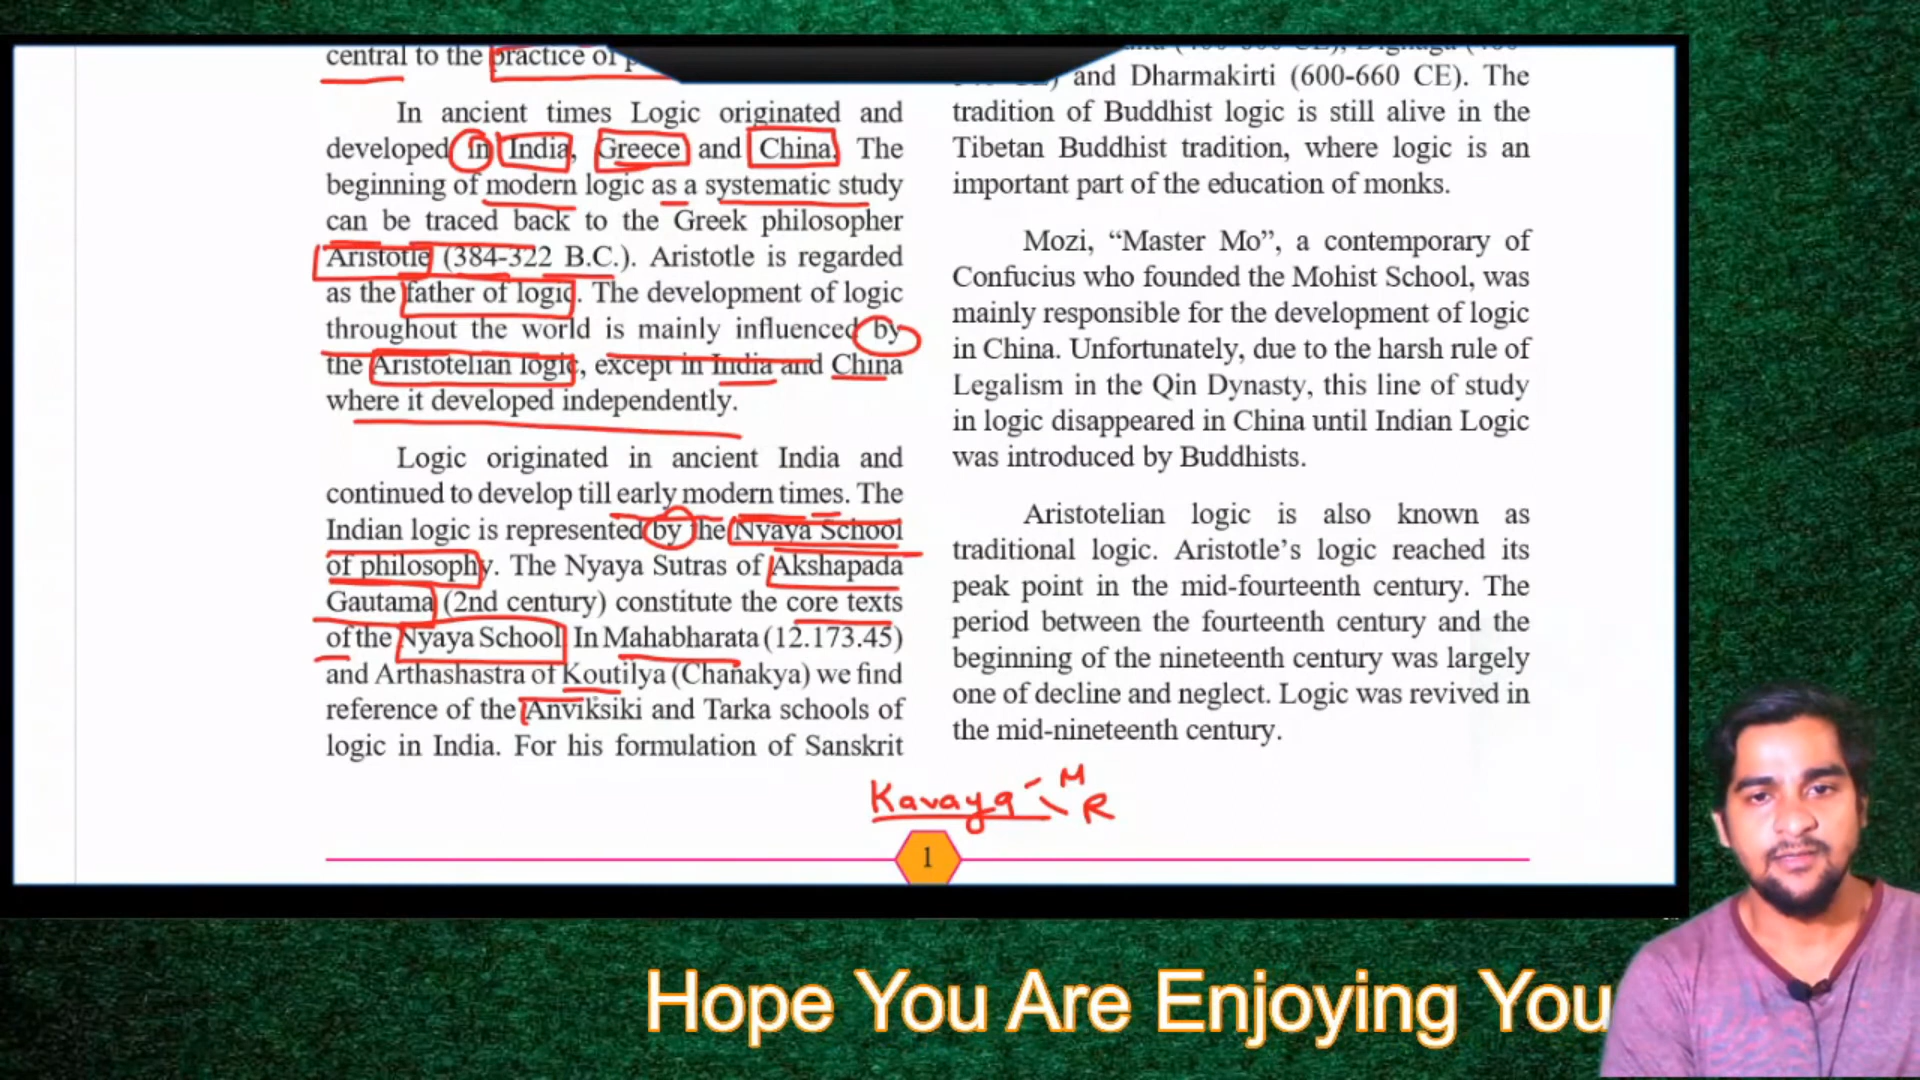 central to the practice of
In ancient times Logic originated and
developed in India, Greece and China. The
beginning of modern logic as a systematic study
can be traced back to the Greek philosopher
Aristotle (384-322 B.C.). Aristotle is regarded
as the father of logic. The development of logic
throughout the world is mainly influenced by
the Aristotelian logic, except in India and China
where it developed independently.
Logic originated in ancient India and
continued to develop till early modern times. The
Indian logic is represented by the Nyaya School
of philosophy. The Nyaya Sutras of Akshapada
Gautama (2nd century) constitute the core texts
of the Nyaya School. In Mahabharata (12.173.45)
and Arthashastra of Koutilya (Chanakya) we find
reference of the Anviksiki and Tarka schools of
logic in India. For his formulation of Sanskrit
and Dharmakirti (600-660 CE). The
tradition of Buddhist logic is still alive in the
Tibetan Buddhist tradition, where logic is an
important part of the education of monks.
Mozi, “Master Mo”, a contemporary of
Confucius who founded the Mohist School, was
mainly responsible for the development of logic
in China. Unfortunately, due to the harsh rule of
Legalism in the Qin Dynasty, this line of study
in logic disappeared in China until Indian Logic
was introduced by Buddhists.
Aristotelian logic is also known as
traditional logic. Aristotle’s logic reached its
peak point in the mid-fourteenth century. The
period between the fourteenth century and the
beginning of the nineteenth century was largely
one of decline and neglect. Logic was revived in
the mid-nineteenth century.
Kavaya M
R
1
Hope You Are Enjoying You